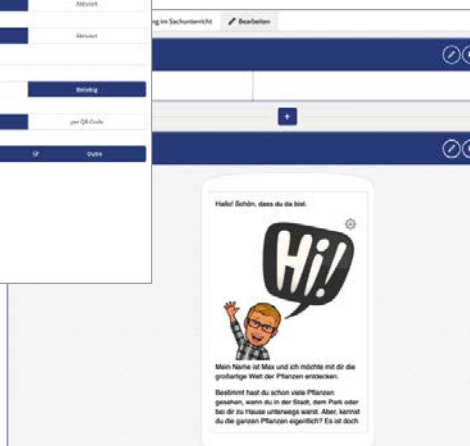 Aktiviert
Aktiviert
Beliebig
per QR-Code
Outro
ng im Sachunterricht Bearbeiten
+
Hallo! Schön, dass du da bist.
Hi!
Mein Name ist Max und ich möchte mit dir die
großartige Welt der Pflanzen entdecken.
Bestimmt hast du schon viele Pflanzen
gesehen, wenn du in der Stadt, dem Park oder
bei dir zu Hause unterwegs warst. Aber, kennst
du die ganzen Pflanzen eigentlich? Es ist doch